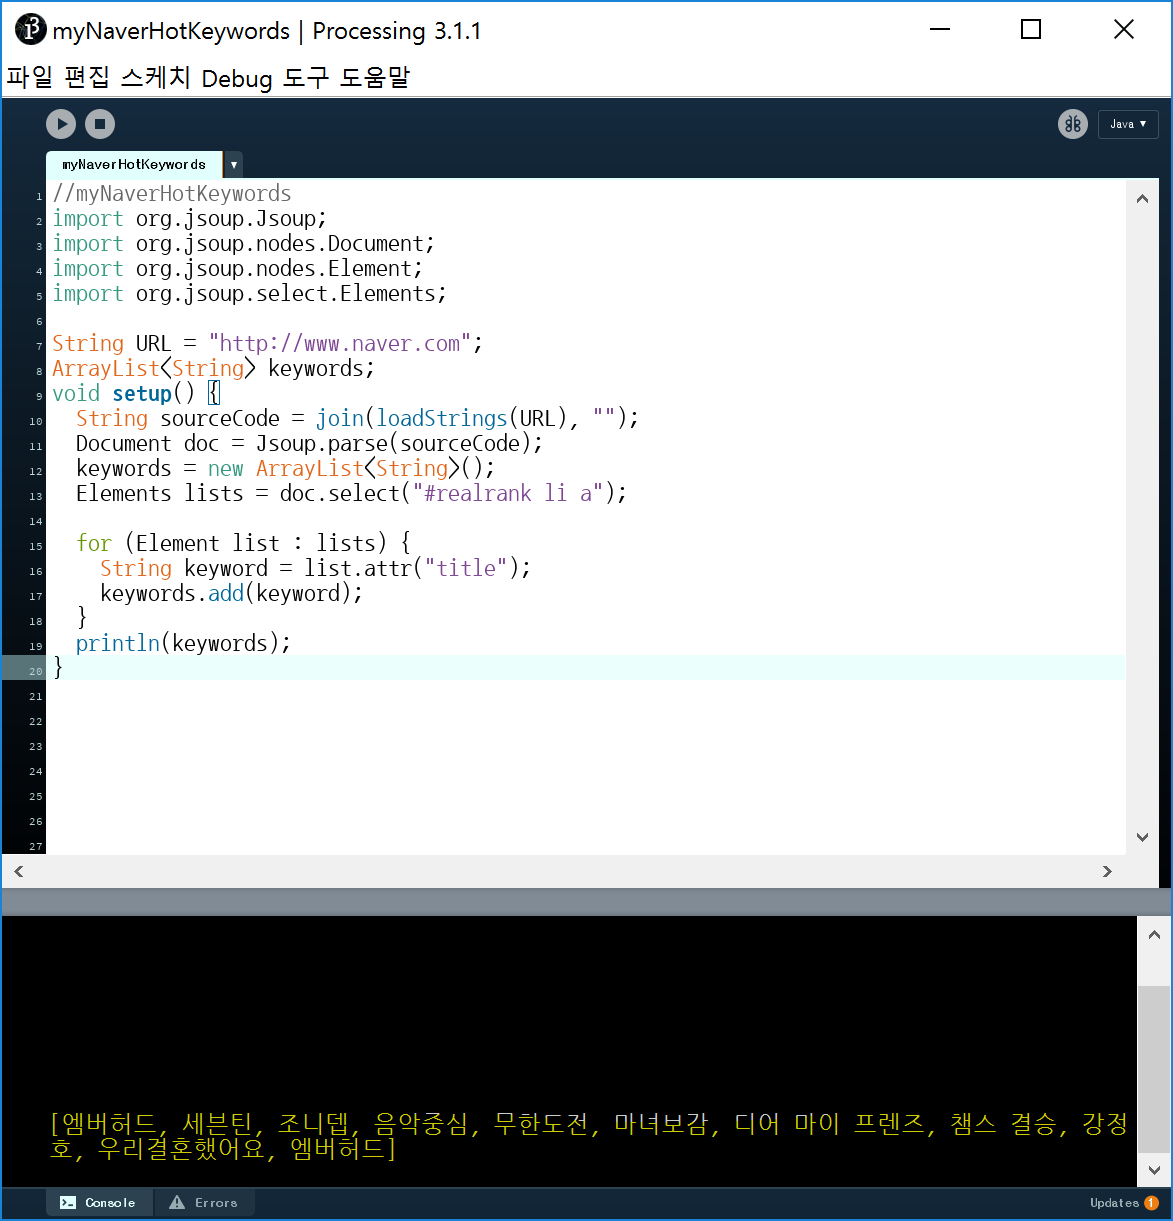 myNaverHotKeywords | Processing 3.1.1
파일 편집 스케치 Debug 도구 도움말
Java ▼
myNaverHotKeywords ▼
1 //myNaverHotKeywords
2 import org.jsoup.Jsoup;
3 import org.jsoup.nodes.Document;
4 import org.jsoup.nodes.Element;
5 import org.jsoup.select.Elements;
6
7 String URL = "http://www.naver.com";
8 ArrayList<String> keywords;
9 void setup() {
10   String sourceCode = join(loadStrings(URL), "");
11   Document doc = Jsoup.parse(sourceCode);
12   keywords = new ArrayList<String>();
13   Elements lists = doc.select("#realrank li a");
14
15   for (Element list : lists) {
16     String keyword = list.attr("title");
17     keywords.add(keyword);
18   }
19   println(keywords);
20 }
21
22
23
24
25
26
27
[엠버허드, 세븐틴, 조니뎁, 음악중심, 무한도전, 마녀보감, 디어 마이 프렌즈, 챔스 결승, 강정
호, 우리결혼했어요, 엠버허드]
Console Errors Updates 1